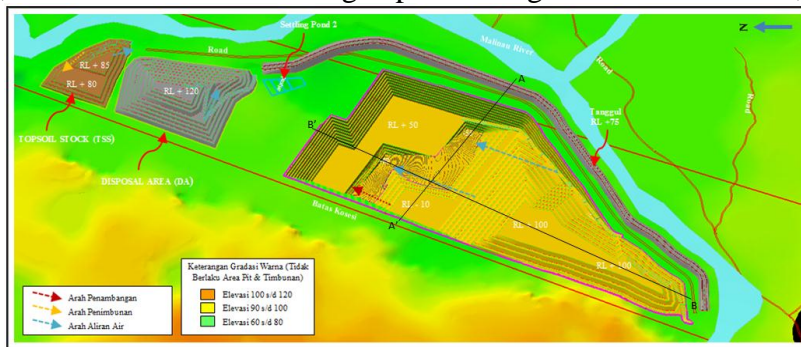 Settling Pond 2
Road
Malinau River
Z
RL + 85
RL + 80
RL + 120
Road
A
TOPSOIL STOCK (TSS)
B'
RL + 50
Tanggul
RL +75
Road
DISPOSAL AREA (DA)
Batas Konsesi
A'
RL - 10
RL + 100
RL + 100
B
Keterangan Gradasi Warna (Tidak
Berlaku Area Pit & Timbunan)
Elevasi 100 s/d 120
Elevasi 90 s/d 100
Elevasi 60 s/d 80
Arah Penambangan
Arah Penimbunan
Arah Aliran Air